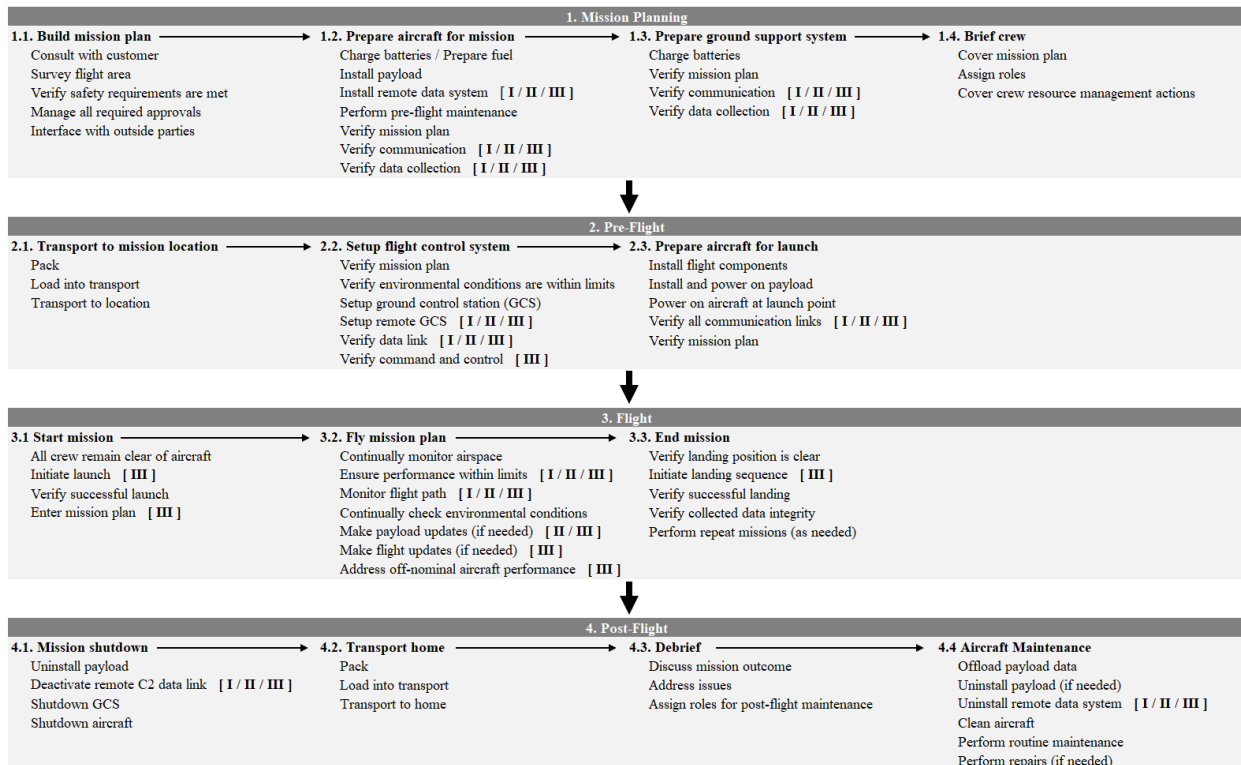 1. Mission Planning
1.1. Build mission plan
Consult with customer
Survey flight area
Verify safety requirements are met
Manage all required approvals
Interface with outside parties
1.2. Prepare aircraft for mission
Charge batteries / Prepare fuel
Install payload
Install remote data system [ I / II / III ]
Perform pre-flight maintenance
Verify mission plan
Verify communication [ I / II / III ]
Verify data collection [ I / II / III ]
1.3. Prepare ground support system
Charge batteries
Verify mission plan
Verify communication [ I / II / III ]
Verify data collection [ I / II / III ]
1.4. Brief crew
Cover mission plan
Assign roles
Cover crew resource management actions
2. Pre-Flight
2.1. Transport to mission location
Pack
Load into transport
Transport to location
2.2. Setup flight control system
Verify mission plan
Verify environmental conditions are within limits
Setup ground control station (GCS)
Setup remote GCS [ I / II / III ]
Verify data link [ I / II / III ]
Verify command and control [ III ]
2.3. Prepare aircraft for launch
Install flight components
Install and power on payload
Power on aircraft at launch point
Verify all communication links [ I / II / III ]
Verify mission plan
3. Flight
3.1 Start mission
All crew remain clear of aircraft
Initiate launch [ III ]
Verify successful launch
Enter mission plan [ III ]
3.2. Fly mission plan
Continually monitor airspace
Ensure performance within limits [ I / II / III ]
Monitor flight path [ I / II / III ]
Continually check environmental conditions
Make payload updates (if needed) [ II / III ]
Make flight updates (if needed) [ III ]
Address off-nominal aircraft performance [ III ]
3.3. End mission
Verify landing position is clear
Initiate landing sequence [ III ]
Verify successful landing
Verify collected data integrity
Perform repeat missions (as needed)
4. Post-Flight
4.1. Mission shutdown
Uninstall payload
Deactivate remote C2 data link [ I / II / III ]
Shutdown GCS
Shutdown aircraft
4.2. Transport home
Pack
Load into transport
Transport to home
4.3. Debrief
Discuss mission outcome
Address issues
Assign roles for post-flight maintenance
4.4 Aircraft Maintenance
Offload payload data
Uninstall payload (if needed)
Uninstall remote data system [ I / II / III ]
Clean aircraft
Perform routine maintenance
Perform repairs (if needed)